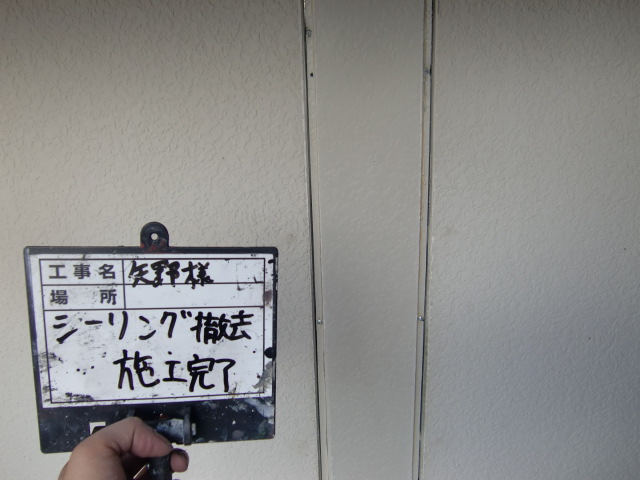 工事名 矢野様
場所
シーリング撤去
施工完了